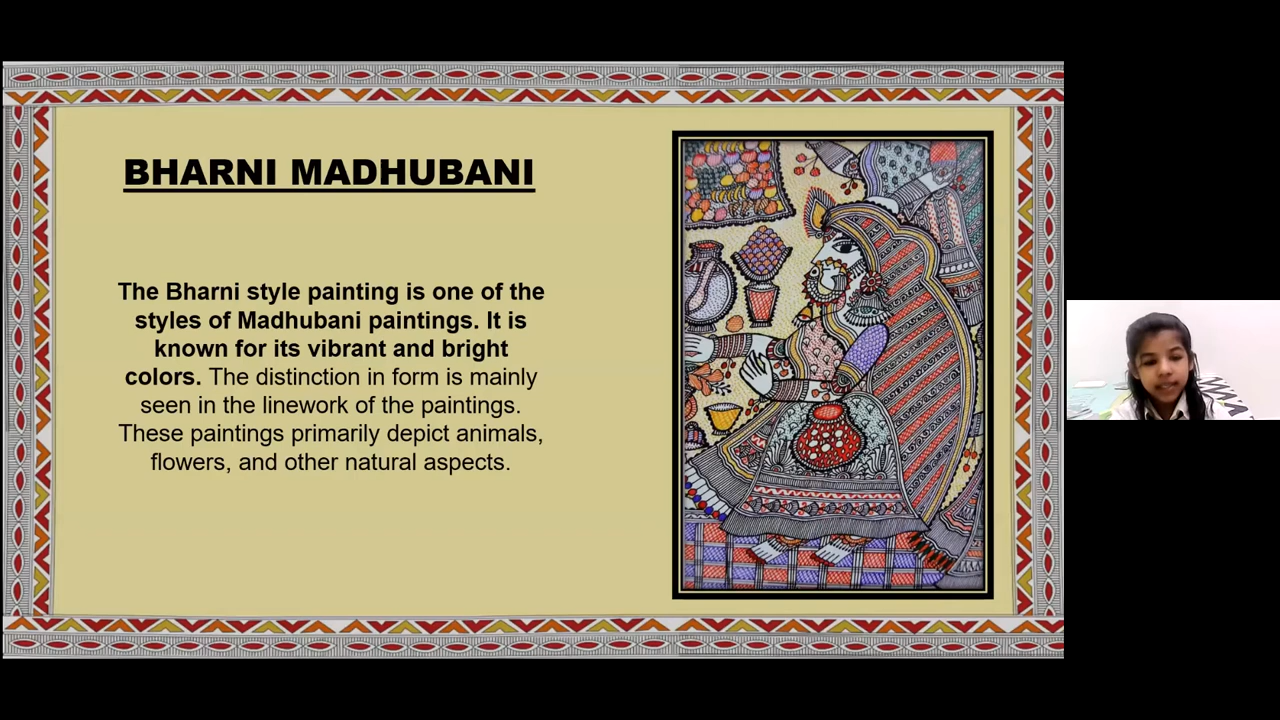 BHARNI MADHUBANI
The Bharni style painting is one of the
styles of Madhubani paintings. It is
known for its vibrant and bright
colors. The distinction in form is mainly
seen in the linework of the paintings.
These paintings primarily depict animals,
flowers, and other natural aspects.